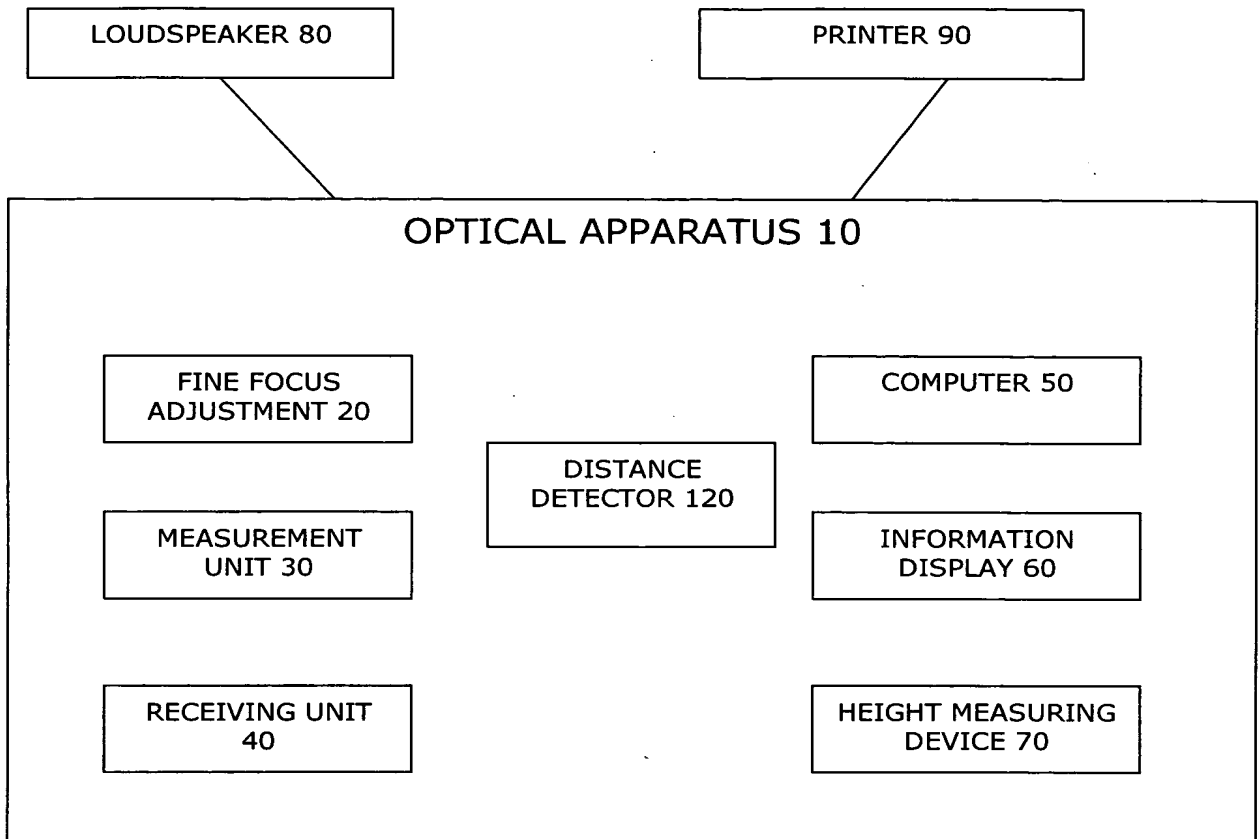 LOUDSPEAKER 80
PRINTER 90
OPTICAL APPARATUS 10
FINE FOCUS
ADJUSTMENT 20
COMPUTER 50
DISTANCE
DETECTOR 120
MEASUREMENT
UNIT 30
INFORMATION
DISPLAY 60
RECEIVING UNIT
40
HEIGHT MEASURING
DEVICE 70